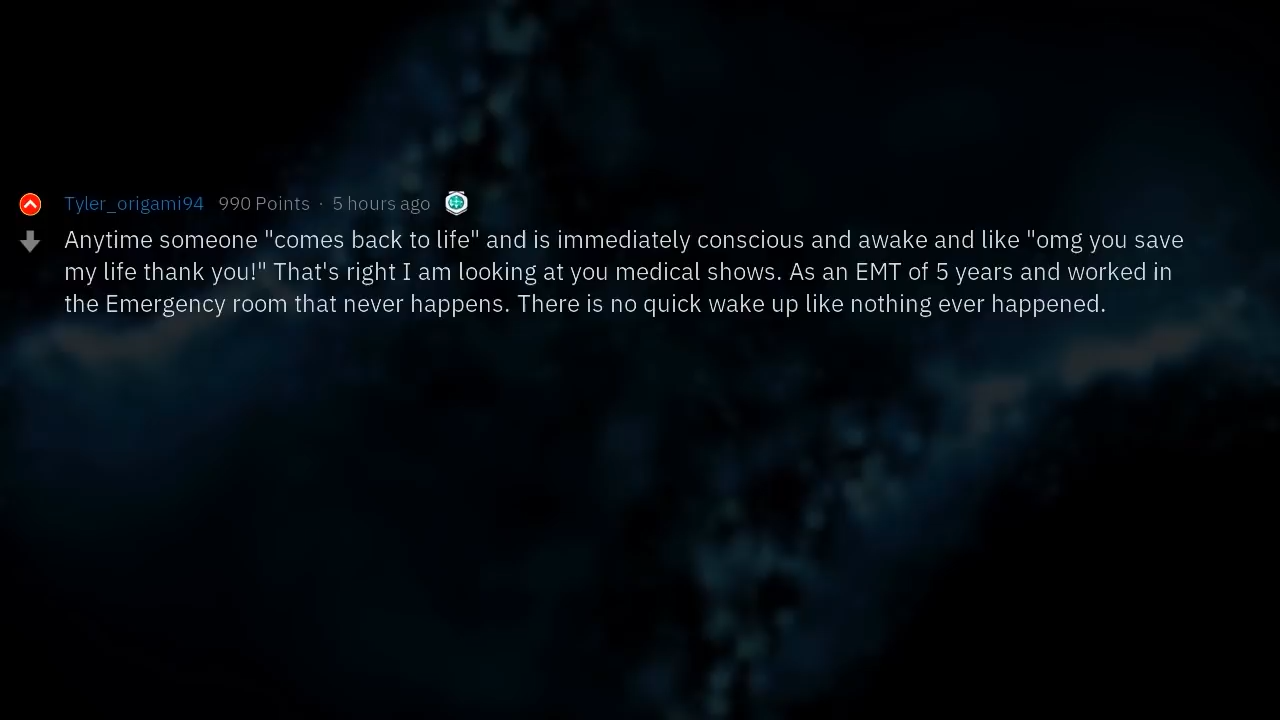 Tyler_origami94 990 Points · 5 hours ago
Anytime someone "comes back to life" and is immediately conscious and awake and like "omg you save
my life thank you!" That's right I am looking at you medical shows. As an EMT of 5 years and worked in
the Emergency room that never happens. There is no quick wake up like nothing ever happened.